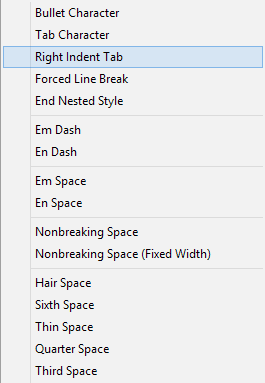 Bullet Character
Tab Character
Right Indent Tab
Forced Line Break
End Nested Style
Em Dash
En Dash
Em Space
En Space
Nonbreaking Space
Nonbreaking Space (Fixed Width)
Hair Space
Sixth Space
Thin Space
Quarter Space
Third Space